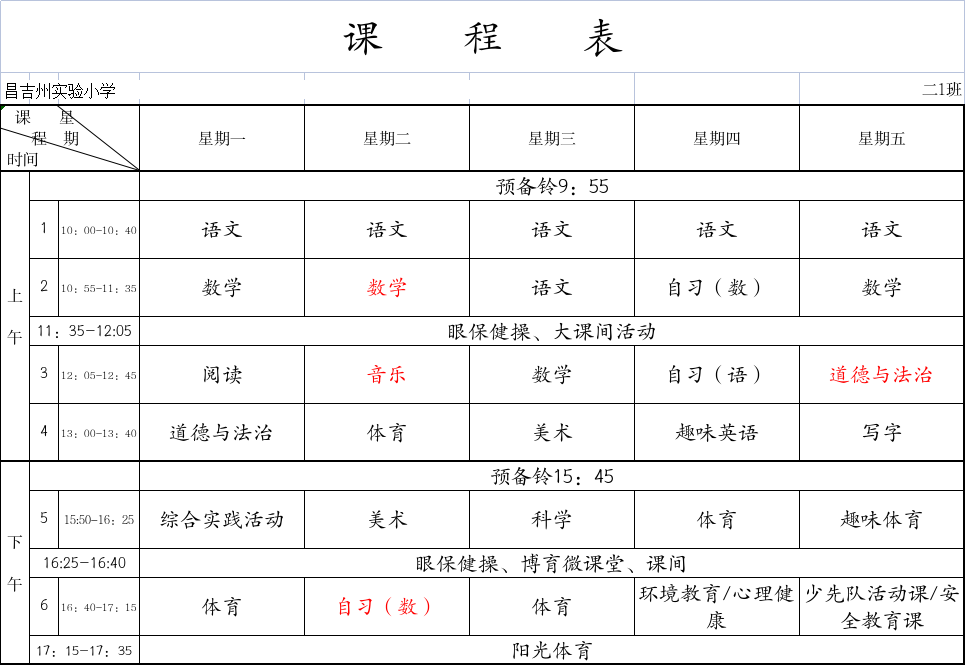 课 程 表
昌吉州实验小学 二1班
课 星
程 期
时间
星期一 星期二 星期三 星期四 星期五
上午
预备铃9：55
1 10：00-10：40 语文 语文 语文 语文 语文
2 10：55-11：35 数学 数学 语文 自习（数） 数学
11：35-12:05 眼保健操、大课间活动
3 12：05-12：45 阅读 音乐 数学 自习（语） 道德与法治
4 13：00-13：40 道德与法治 体育 美术 趣味英语 写字
下午
预备铃15：45
5 15:50-16：25 综合实践活动 美术 科学 体育 趣味体育
16:25-16:40 眼保健操、博育微课堂、课间
6 16：40-17：15 体育 自习（数） 体育 环境教育/心理健康 少先队活动课/安全教育课
17：15-17：35 阳光体育